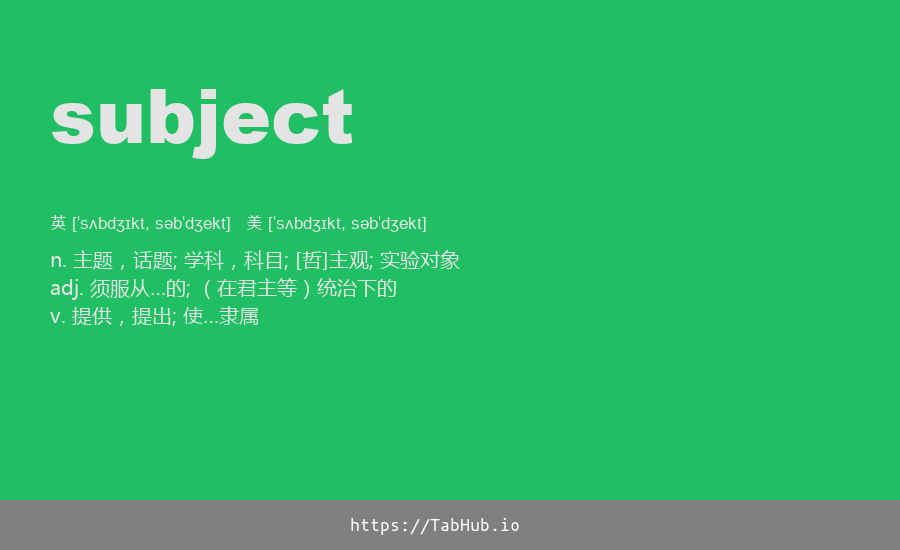 subject
英 [ˈsʌbdʒɪkt, səbˈdʒekt]   美 [ˈsʌbdʒɪkt, səbˈdʒekt]
n. 主题，话题; 学科，科目; [哲]主观; 实验对象
adj. 须服从…的; （在君主等）统治下的
v. 提供，提出; 使…隶属
https://TabHub.io